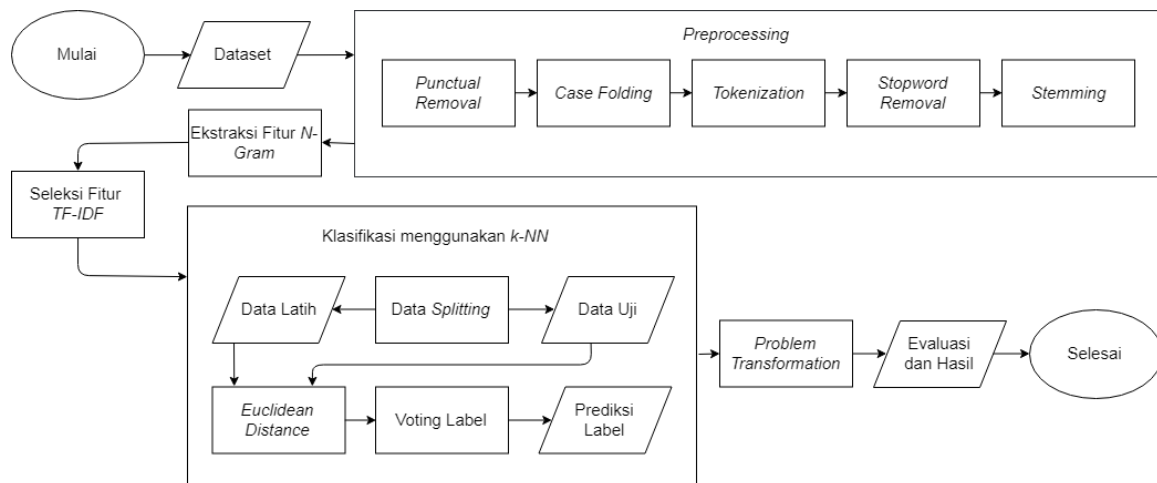 Mulai
Dataset
Preprocessing
Punctual
Removal
Case Folding
Tokenization
Stopword
Removal
Stemming
Ekstraksi Fitur N-
Gram
Seleksi Fitur
TF-IDF
Klasifikasi menggunakan k-NN
Data Latih
Data Splitting
Data Uji
Euclidean
Distance
Voting Label
Prediksi
Label
Problem
Transformation
Evaluasi
dan Hasil
Selesai